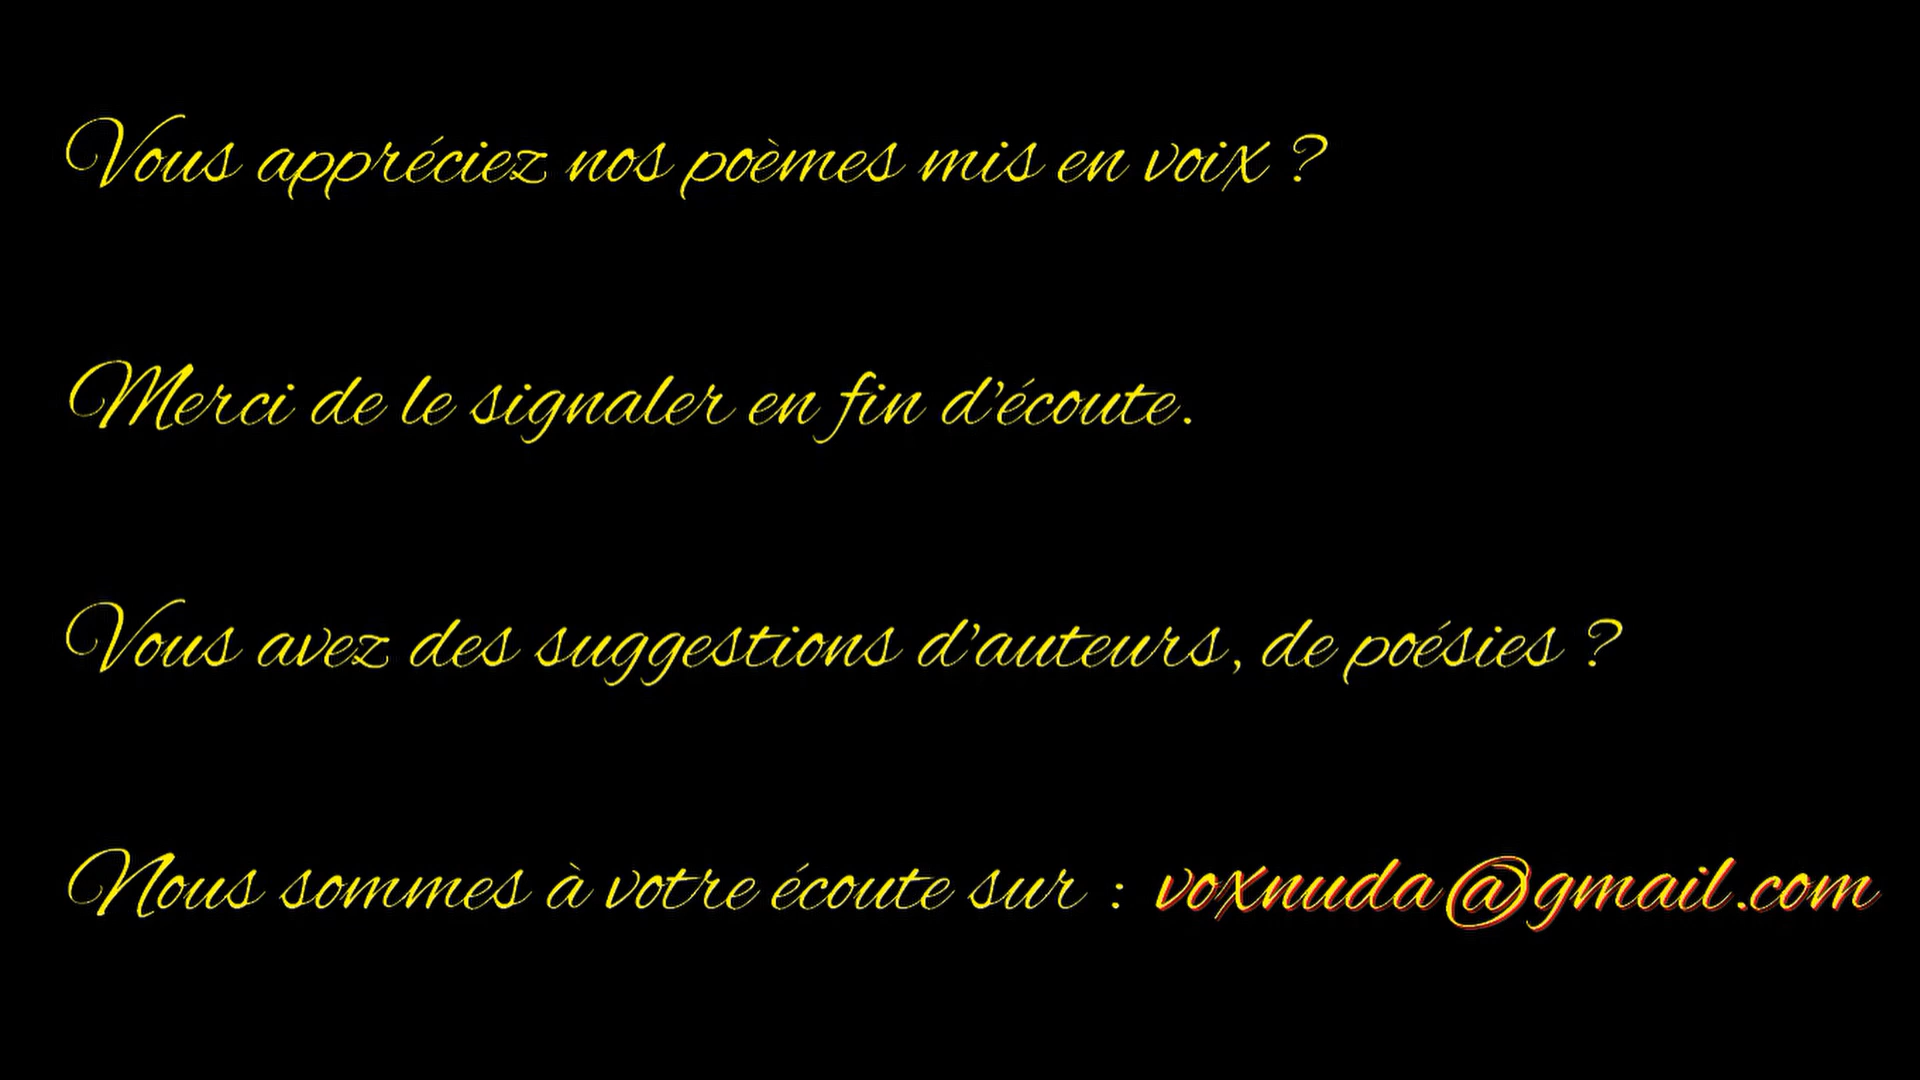 Vous appréciez nos poèmes mis en voix ?
Merci de le signaler en fin d'écoute.
Vous avez des suggestions d'auteurs, de poésies ?
Nous sommes à votre écoute sur : voxnuda@gmail.com